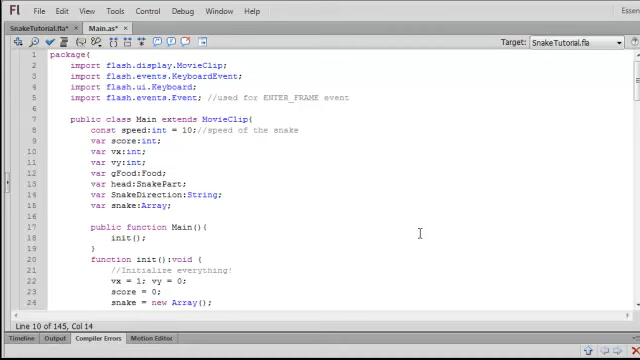 Fl File Edit View Tools Control Debug Window Help Essen
SnakeTutorial.fla* × Main.as* ×
Target: SnakeTutorial.fla
1 package{
2 import flash.display.MovieClip;
3 import flash.events.KeyboardEvent;
4 import flash.ui.Keyboard;
5 import flash.events.Event; //used for ENTER_FRAME event
6
7 public class Main extends MovieClip{
8 const speed:int = 10;//speed of the snake
9 var score:int;
10 var vx:int;
11 var vy:int;
12 var gFood:Food;
13 var head:SnakePart;
14 var SnakeDirection:String;
15 var snake:Array;
16
17 public function Main(){
18 init();
19 }
20 function init():void {
21 //Initialize everything!
22 vx = 1; vy = 0;
23 score = 0;
24 snake = new Array();
Line 10 of 145, Col 14
Timeline Output Compiler Errors Motion Editor